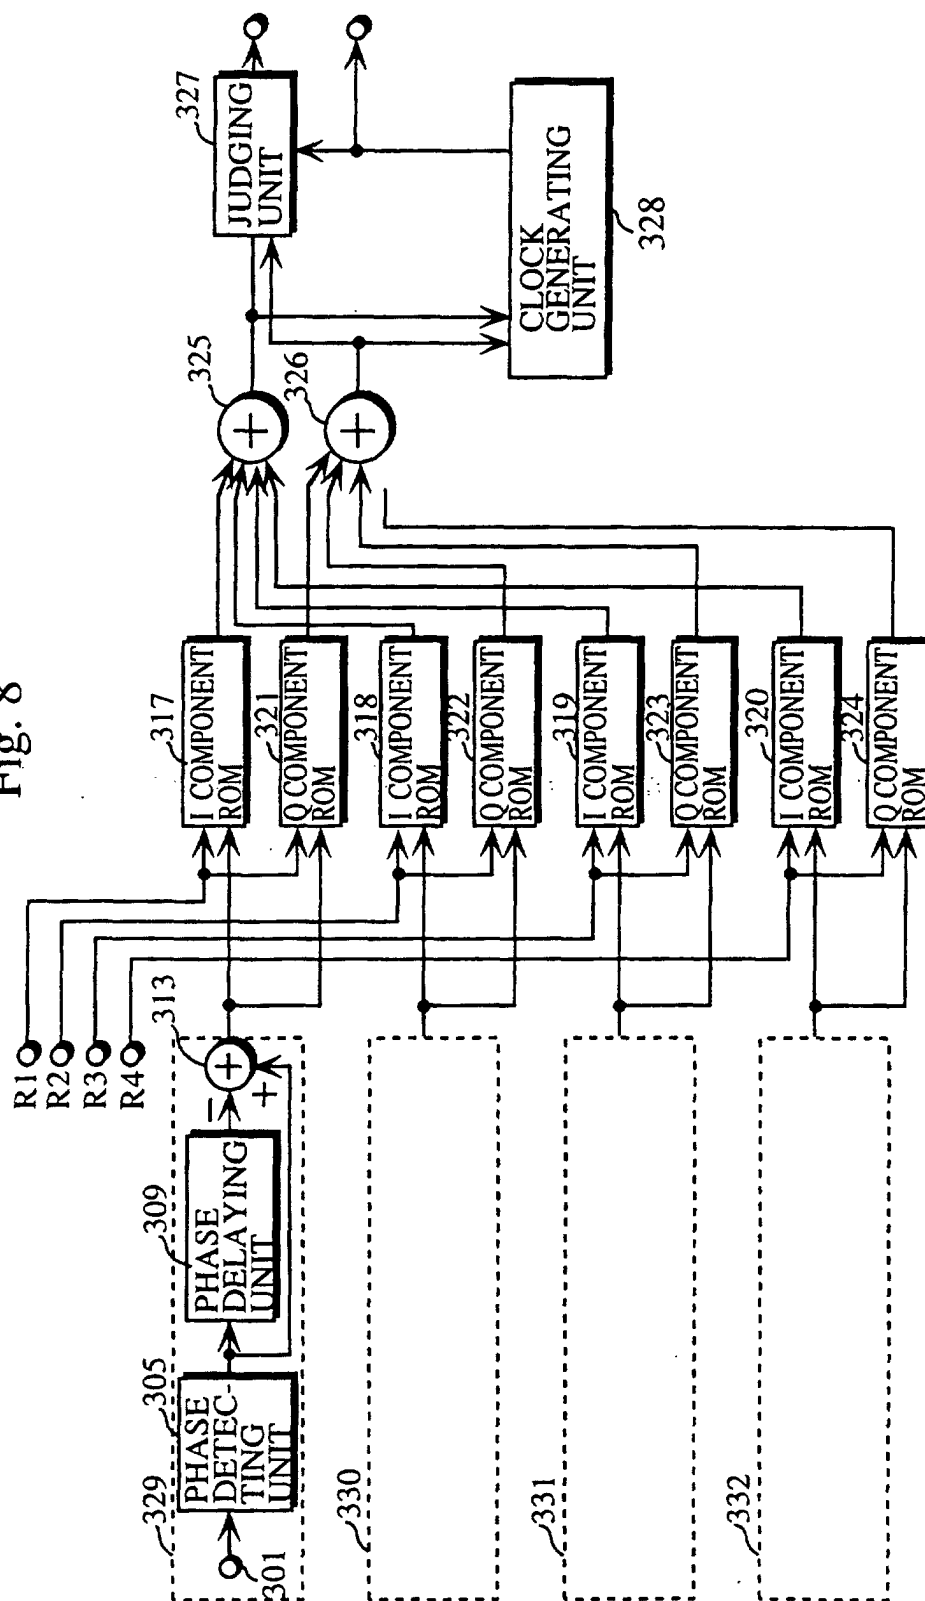 Fig. 8
R1
R2
R3
R4
329
301
305
PHASE
DETEC-
TING
UNIT
309
PHASE
DELAYING
UNIT
313
+
−
+
330
331
332
317
I COMPONENT
ROM
321
Q COMPONENT
ROM
318
I COMPONENT
ROM
322
Q COMPONENT
ROM
319
I COMPONENT
ROM
323
Q COMPONENT
ROM
320
I COMPONENT
ROM
324
Q COMPONENT
ROM
325
+
326
+
327
JUDGING
UNIT
CLOCK
GENERATING
UNIT
328